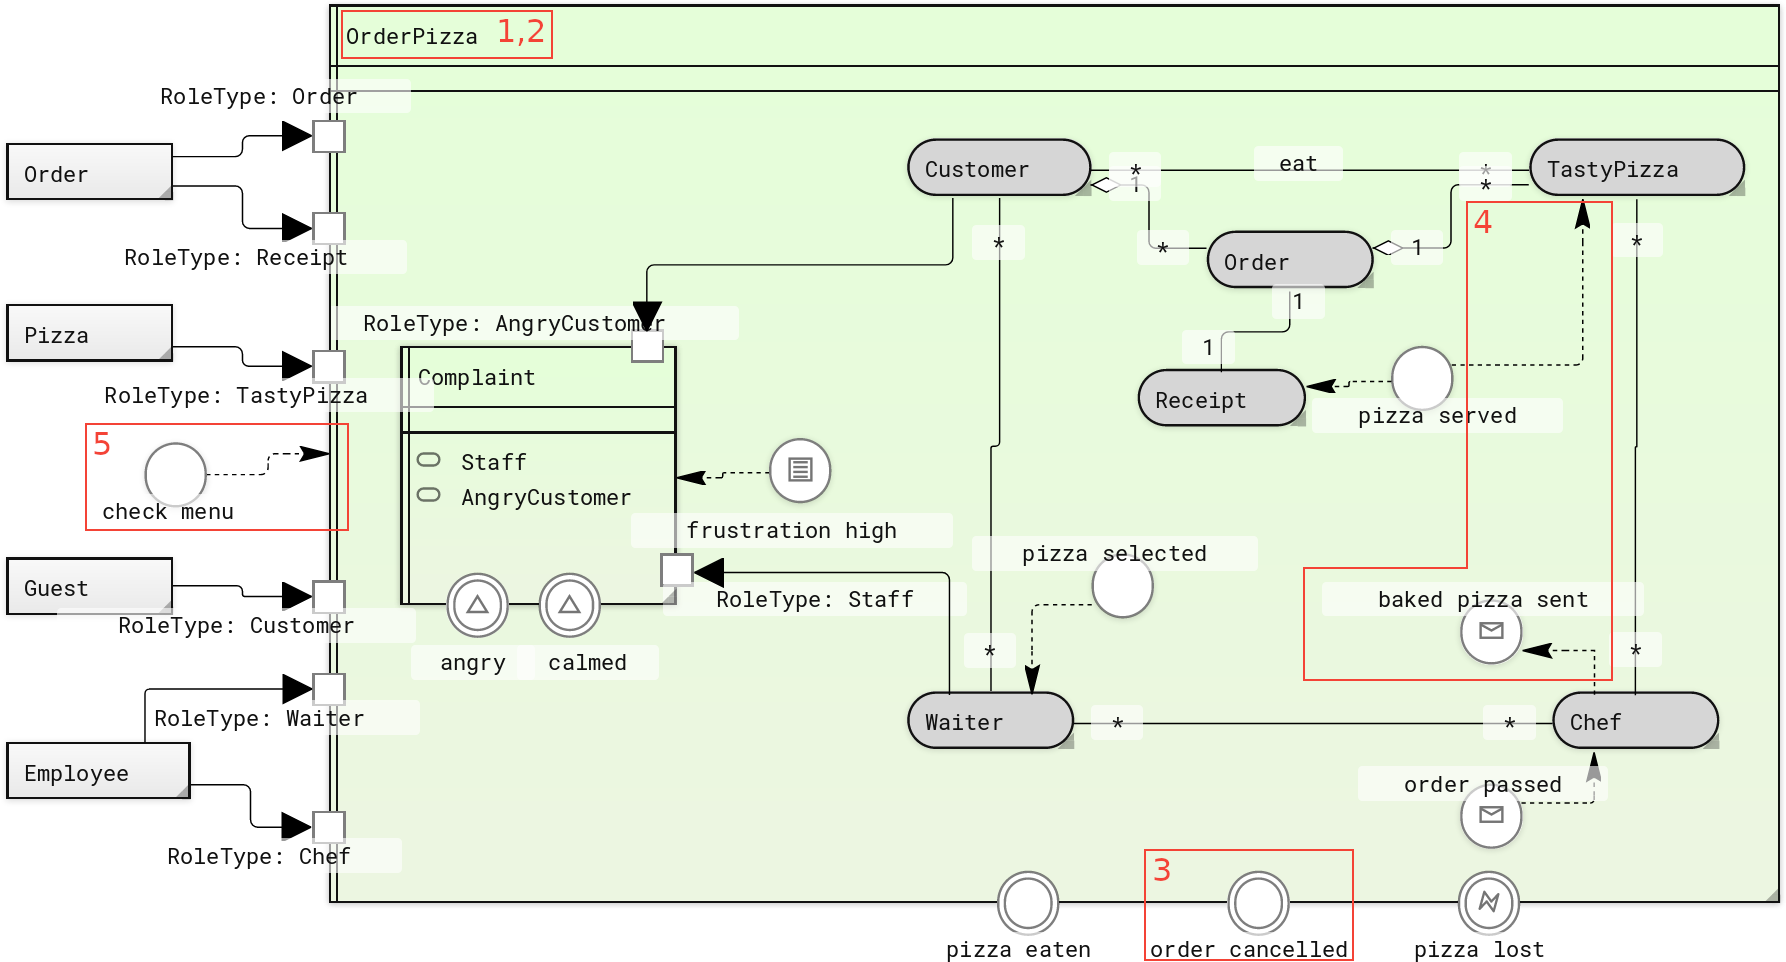 OrderPizza 1,2
RoleType: Order
Order
RoleType: Receipt
Pizza
RoleType: TastyPizza
5
check menu
Guest
RoleType: Customer
RoleType: Waiter
Employee
RoleType: Chef
RoleType: AngryCustomer
Complaint
Staff
AngryCustomer
frustration high
RoleType: Staff
angry
calmed
Customer
*
eat
*
TastyPizza
1
*
*
*
Order
1
*
4
1
1
Receipt
pizza served
*
pizza selected
baked pizza sent
*
*
Waiter
*
*
Chef
order passed
3
pizza eaten
order cancelled
pizza lost